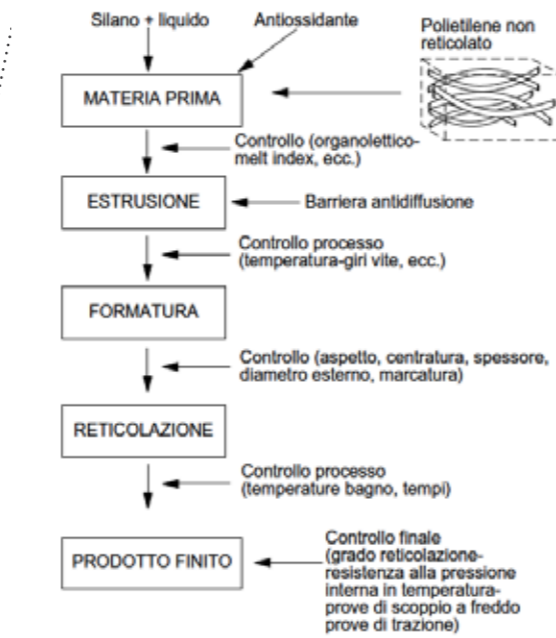 Silano + liquido
Antiossidante
Polietilene non
reticolato
MATERIA PRIMA
Controllo (organolettico-
melt index, ecc.)
ESTRUSIONE
Barriera antidiffusione
Controllo processo
(temperatura-giri vite, ecc.)
FORMATURA
Controllo (aspetto, centratura, spessore,
diametro esterno, marcatura)
RETICOLAZIONE
Controllo processo
(temperature bagno, tempi)
PRODOTTO FINITO
Controllo finale
(grado reticolazione-
resistenza alla pressione
interna in temperatura-
prove di scoppio a freddo
prove di trazione)